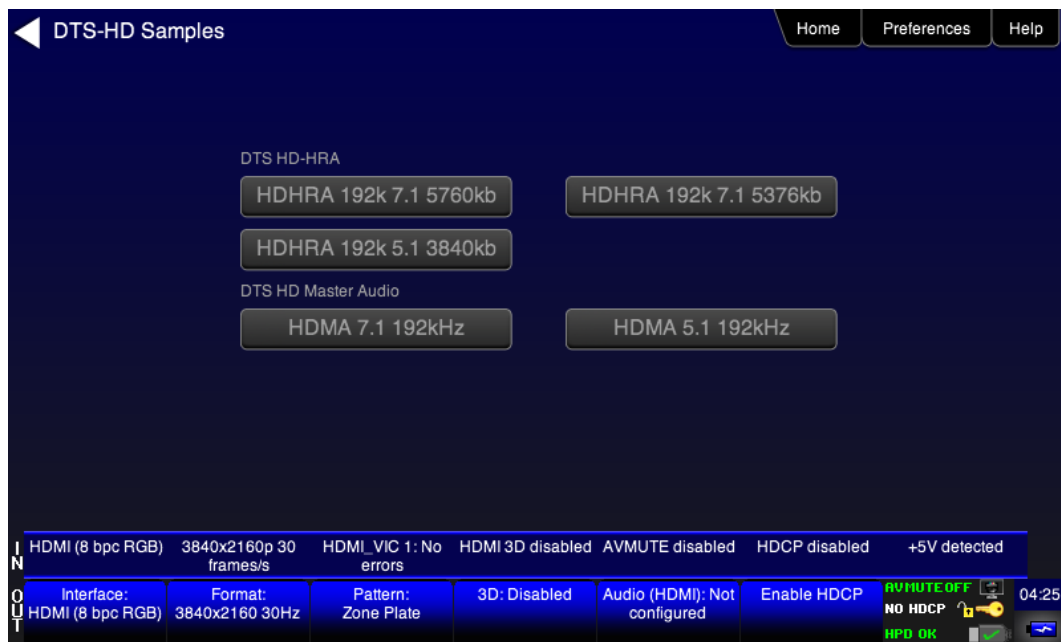 DTS-HD Samples
Home
Preferences
Help
DTS HD-HRA
HDHRA 192k 7.1 5760kb
HDHRA 192k 7.1 5376kb
HDHRA 192k 5.1 3840kb
DTS HD Master Audio
HDMA 7.1 192kHz
HDMA 5.1 192kHz
IN
HDMI (8 bpc RGB)
3840x2160p 30
frames/s
HDMI_VIC 1: No
errors
HDMI 3D disabled
AVMUTE disabled
HDCP disabled
+5V detected
OUT
Interface:
HDMI (8 bpc RGB)
Format:
3840x2160 30Hz
Pattern:
Zone Plate
3D: Disabled
Audio (HDMI): Not
configured
Enable HDCP
AVMUTE OFF
NO HDCP
HPD OK
04:25